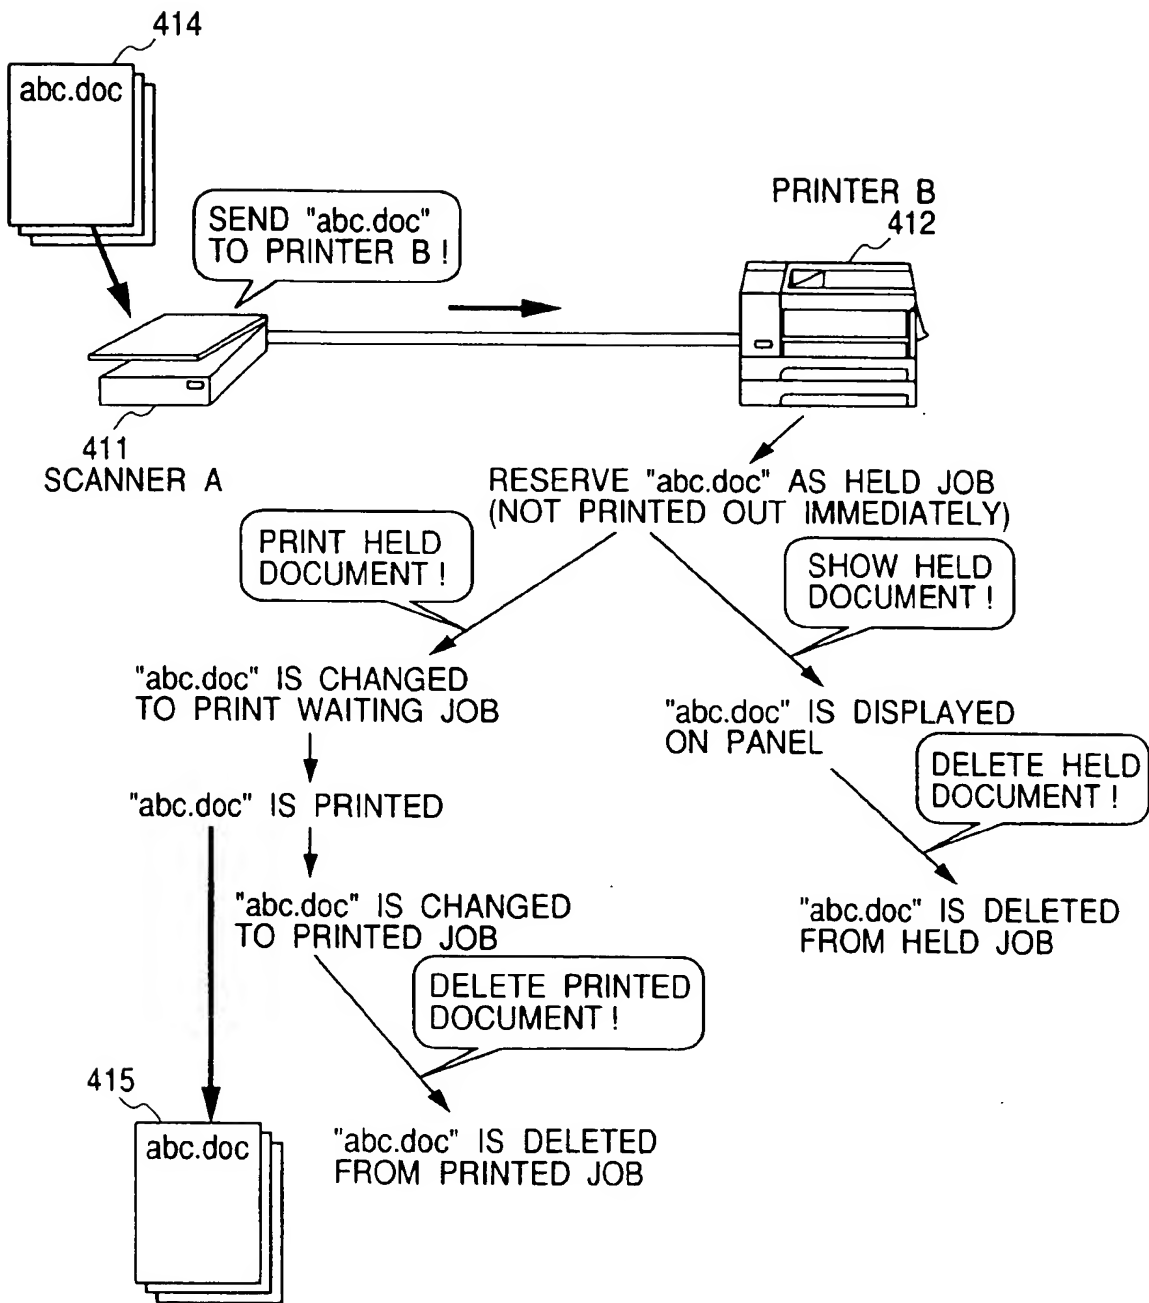 414
abc.doc
SEND "abc.doc"
TO PRINTER B !
PRINTER B
412
411
SCANNER A
RESERVE "abc.doc" AS HELD JOB
(NOT PRINTED OUT IMMEDIATELY)
PRINT HELD
DOCUMENT !
SHOW HELD
DOCUMENT !
"abc.doc" IS CHANGED
TO PRINT WAITING JOB
"abc.doc" IS DISPLAYED
ON PANEL
DELETE HELD
DOCUMENT !
"abc.doc" IS PRINTED
"abc.doc" IS CHANGED
TO PRINTED JOB
"abc.doc" IS DELETED
FROM HELD JOB
DELETE PRINTED
DOCUMENT !
415
abc.doc
"abc.doc" IS DELETED
FROM PRINTED JOB